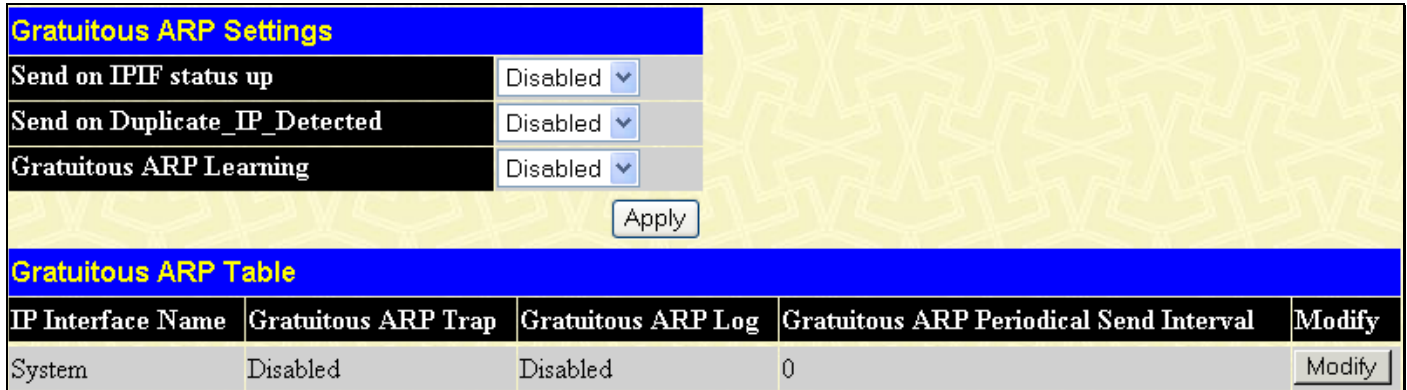 Gratuitous ARP Settings
Send on IPIF status up Disabled
Send on Duplicate_IP_Detected Disabled
Gratuitous ARP Learning Disabled
Apply
Gratuitous ARP Table
IP Interface Name Gratuitous ARP Trap Gratuitous ARP Log Gratuitous ARP Periodical Send Interval Modify
System Disabled Disabled 0 Modify